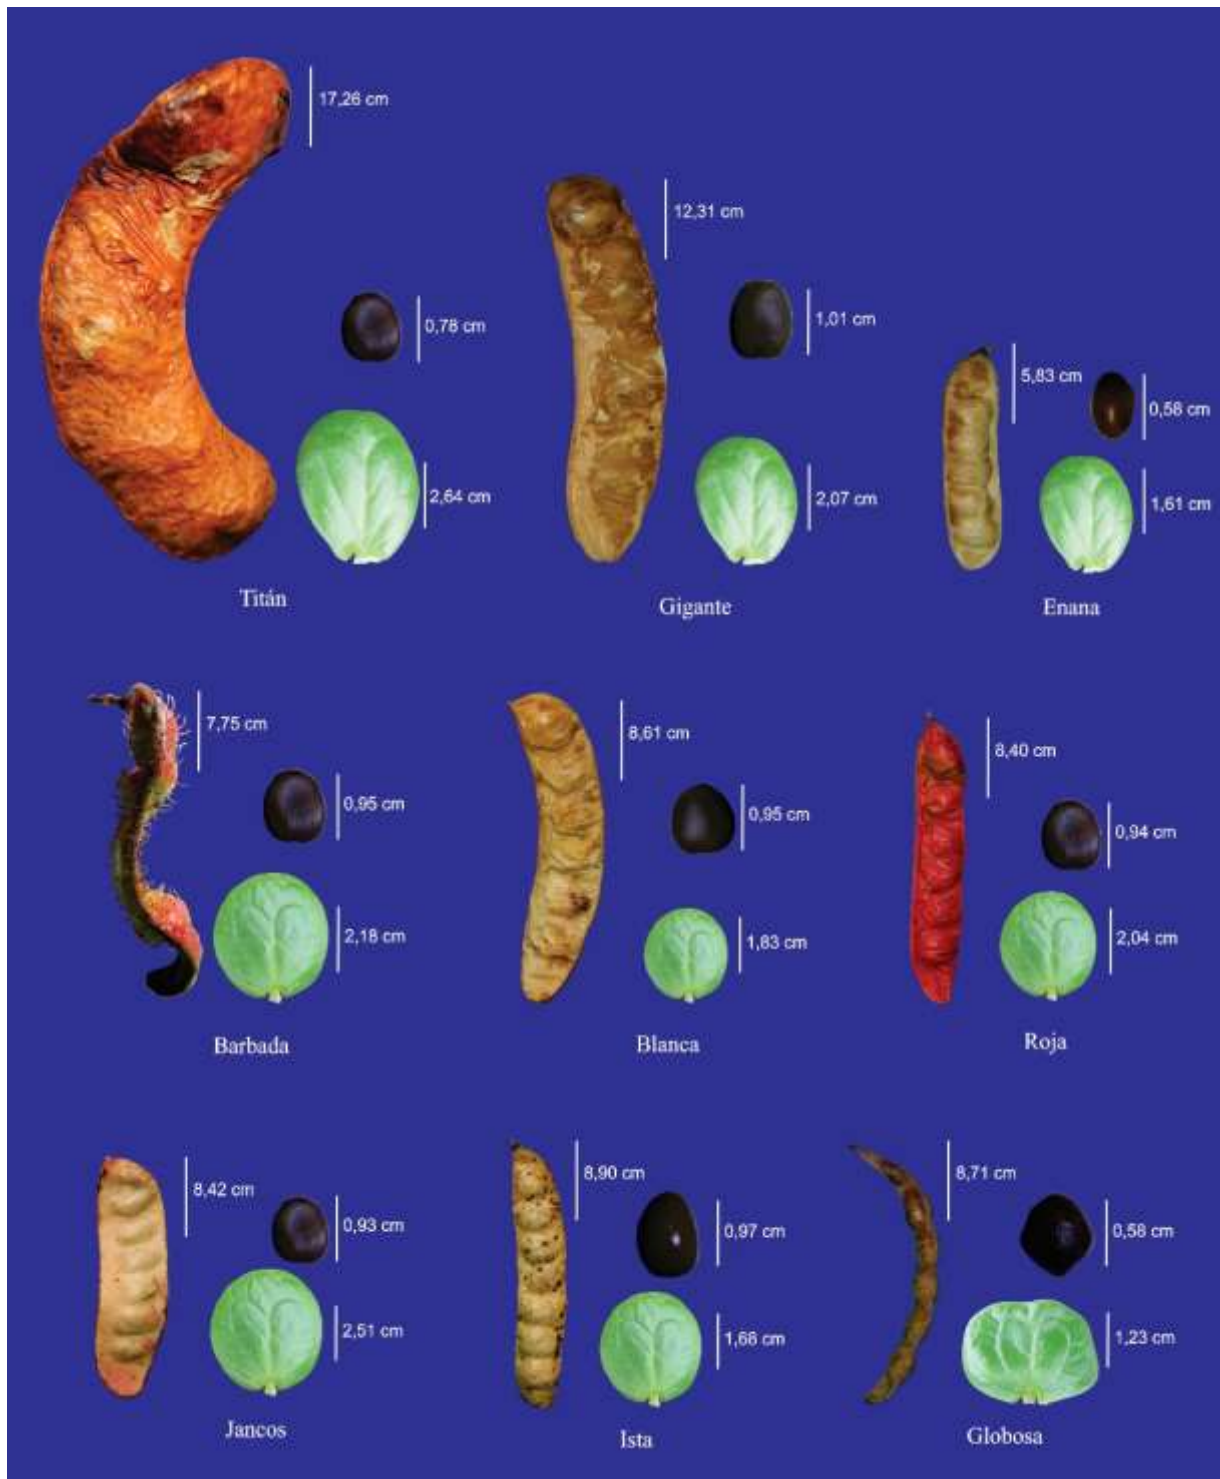 17,26 cm
0,78 cm
2,64 cm
Titán
12,31 cm
1,01 cm
2,07 cm
Gigante
5,83 cm
0,58 cm
1,61 cm
Enana
7,75 cm
0,95 cm
2,18 cm
Barbada
8,61 cm
0,95 cm
1,83 cm
Blanca
8,40 cm
0,94 cm
2,04 cm
Roja
8,42 cm
0,93 cm
2,51 cm
Jancos
8,90 cm
0,97 cm
1,68 cm
Ista
8,71 cm
0,58 cm
1,23 cm
Globosa